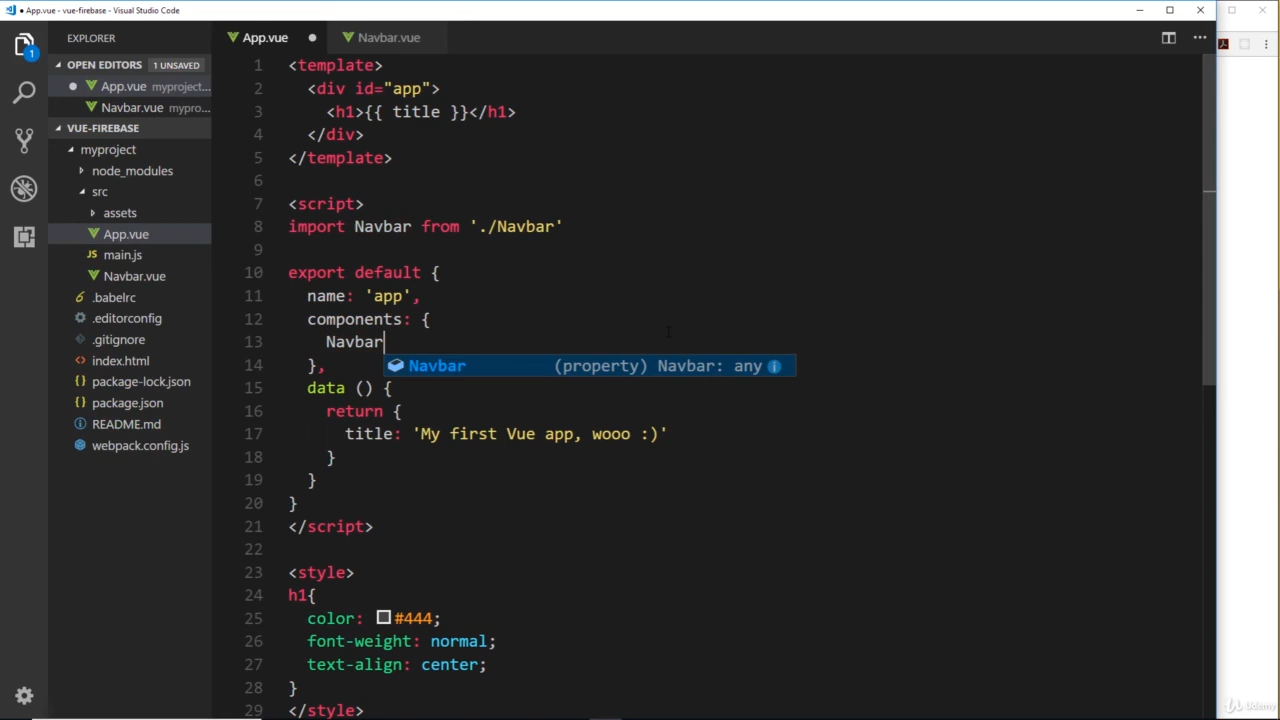 App.vue - vue-firebase - Visual Studio Code
EXPLORER
OPEN EDITORS 1 UNSAVED
App.vue myproject...
Navbar.vue mypro...
VUE-FIREBASE
myproject
node_modules
src
assets
App.vue
main.js
Navbar.vue
.babelrc
.editorconfig
.gitignore
index.html
package-lock.json
package.json
README.md
webpack.config.js
App.vue Navbar.vue
1 <template>
2 <div id="app">
3 <h1>{{ title }}</h1>
4 </div>
5 </template>
6
7 <script>
8 import Navbar from './Navbar'
9
10 export default {
11 name: 'app',
12 components: {
13 Navbar
Navbar (property) Navbar: any
14 },
15 data () {
16 return {
17 title: 'My first Vue app, wooo :)'
18 }
19 }
20 }
21 </script>
22
23 <style>
24 h1{
25 color: #444;
26 font-weight: normal;
27 text-align: center;
28 }
29 </style>
Udemy